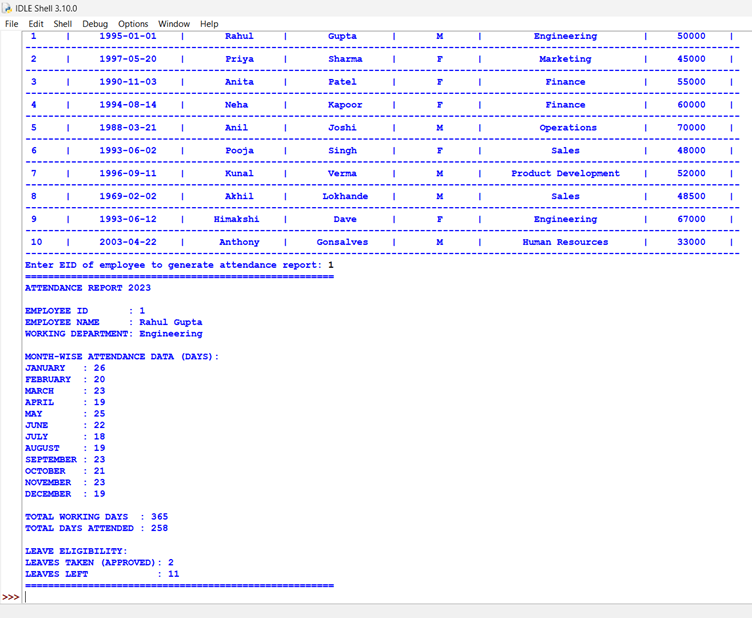 IDLE Shell 3.10.0
File Edit Shell Debug Options Window Help
1 | 1995-01-01 | Rahul | Gupta | M | Engineering | 50000 |
2 | 1997-05-20 | Priya | Sharma | F | Marketing | 45000 |
3 | 1990-11-03 | Anita | Patel | F | Finance | 55000 |
4 | 1994-08-14 | Neha | Kapoor | F | Finance | 60000 |
5 | 1988-03-21 | Anil | Joshi | M | Operations | 70000 |
6 | 1993-06-02 | Pooja | Singh | F | Sales | 48000 |
7 | 1996-09-11 | Kunal | Verma | M | Product Development | 52000 |
8 | 1969-02-02 | Akhil | Lokhande | M | Sales | 48500 |
9 | 1993-06-12 | Himakshi | Dave | F | Engineering | 67000 |
10 | 2003-04-22 | Anthony | Gonsalves | M | Human Resources | 33000 |
Enter EID of employee to generate attendance report: 1
ATTENDANCE REPORT 2023
EMPLOYEE ID : 1
EMPLOYEE NAME : Rahul Gupta
WORKING DEPARTMENT: Engineering
MONTH-WISE ATTENDANCE DATA (DAYS):
JANUARY : 26
FEBRUARY : 20
MARCH : 23
APRIL : 19
MAY : 25
JUNE : 22
JULY : 18
AUGUST : 19
SEPTEMBER : 23
OCTOBER : 21
NOVEMBER : 23
DECEMBER : 19
TOTAL WORKING DAYS : 365
TOTAL DAYS ATTENDED : 258
LEAVE ELIGIBILITY:
LEAVES TAKEN (APPROVED): 2
LEAVES LEFT : 11
>>>